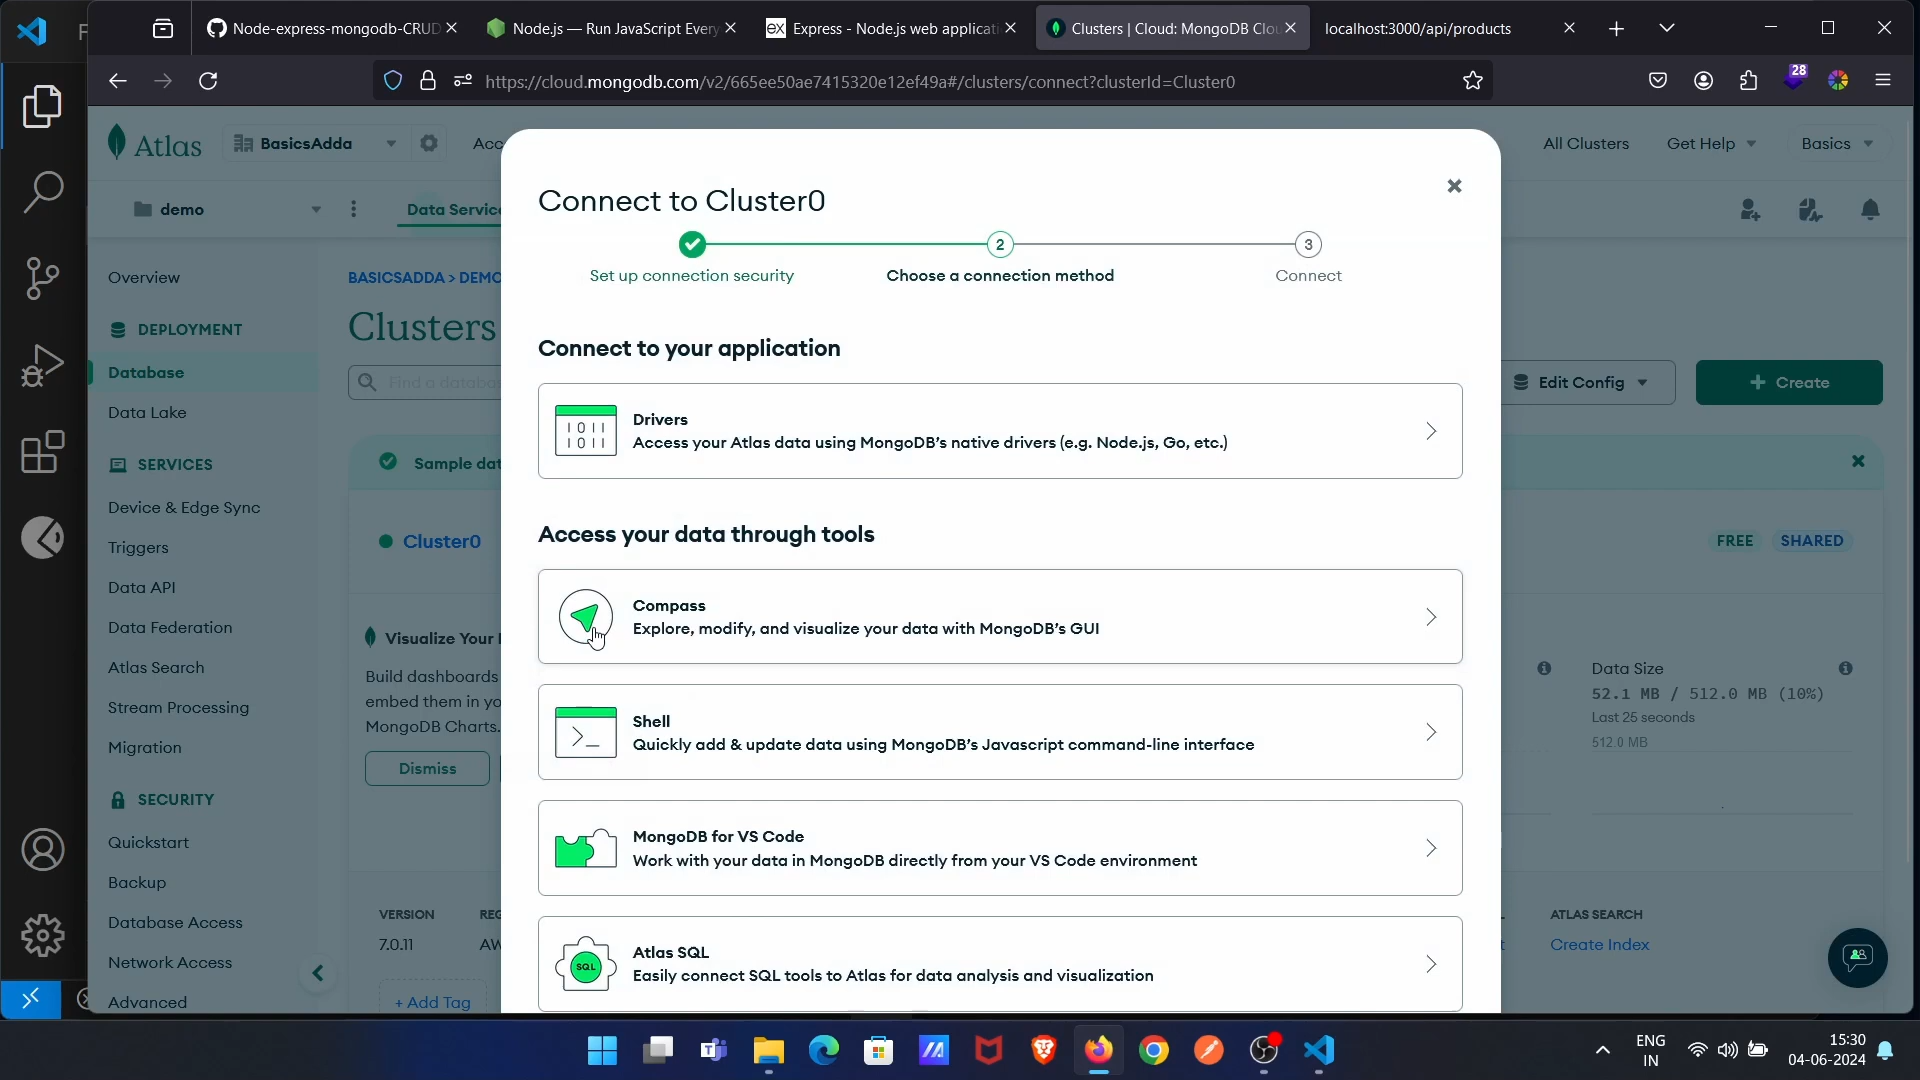 Node-express-mongodb-CRUD
Node.js — Run JavaScript Every
Express - Node.js web applicati
Clusters | Cloud: MongoDB Clou
localhost:3000/api/products
https://cloud.mongodb.com/v2/665ee50ae7415320e12ef49a#/clusters/connect?clusterId=Cluster0
28
Atlas
BasicsAdda
Acc
All Clusters
Get Help
Basics
demo
Data Service
Overview
DEPLOYMENT
Database
Data Lake
SERVICES
Device & Edge Sync
Triggers
Data API
Data Federation
Atlas Search
Stream Processing
Migration
SECURITY
Quickstart
Backup
Database Access
Network Access
Advanced
BASICSADDA > DEMO
Clusters
Find a databas
Edit Config
+ Create
Sample dat
Cluster0
FREE
SHARED
Visualize Your
Build dashboards
embed them in yo
MongoDB Charts.
Dismiss
Data Size
52.1 MB / 512.0 MB (10%)
Last 25 seconds
512.0 MB
VERSION
REG
7.0.11
AW
ATLAS SEARCH
Create Index
+ Add Tag
Connect to Cluster0
2
3
Set up connection security
Choose a connection method
Connect
Connect to your application
Drivers
Access your Atlas data using MongoDB's native drivers (e.g. Node.js, Go, etc.)
Access your data through tools
Compass
Explore, modify, and visualize your data with MongoDB's GUI
Shell
Quickly add & update data using MongoDB's Javascript command-line interface
MongoDB for VS Code
Work with your data in MongoDB directly from your VS Code environment
SQL
Atlas SQL
Easily connect SQL tools to Atlas for data analysis and visualization
ENG
IN
15:30
04-06-2024